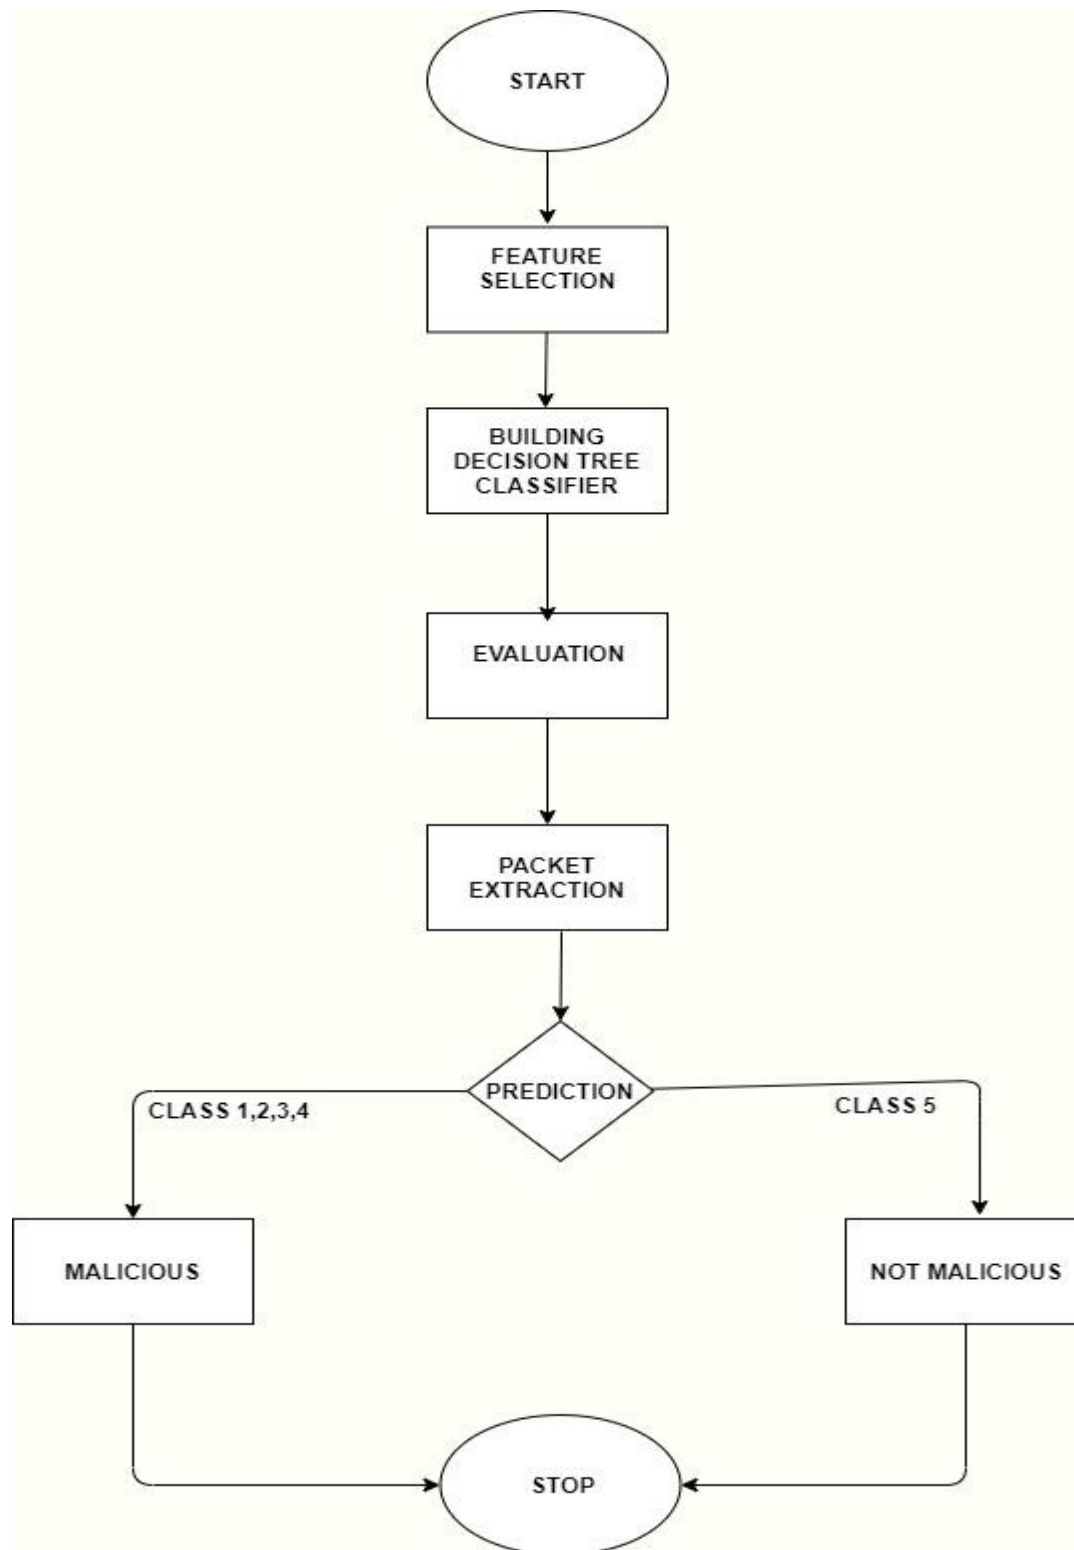 START
FEATURE
SELECTION
BUILDING
DECISION TREE
CLASSIFIER
EVALUATION
PACKET
EXTRACTION
PREDICTION
CLASS 1,2,3,4
CLASS 5
MALICIOUS
NOT MALICIOUS
STOP